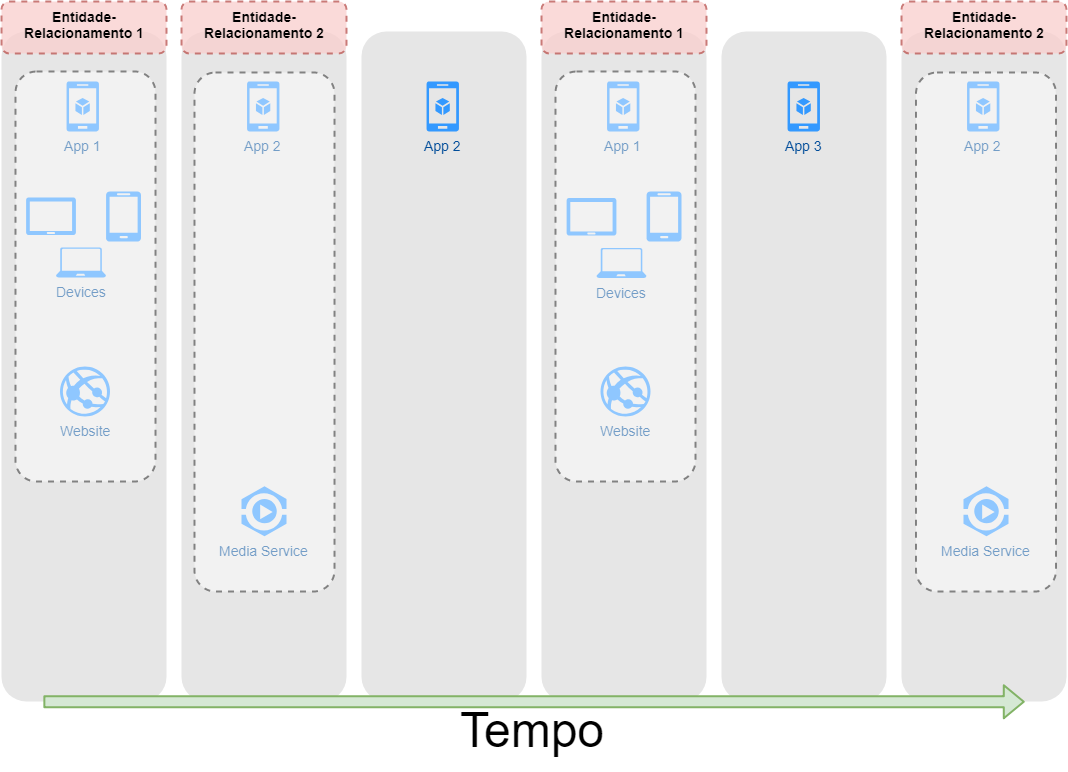 Entidade-
Relacionamento 1
Entidade-
Relacionamento 2
Entidade-
Relacionamento 1
Entidade-
Relacionamento 2
App 1
App 2
App 2
App 1
App 3
App 2
Devices
Devices
Website
Website
Media Service
Media Service
Tempo